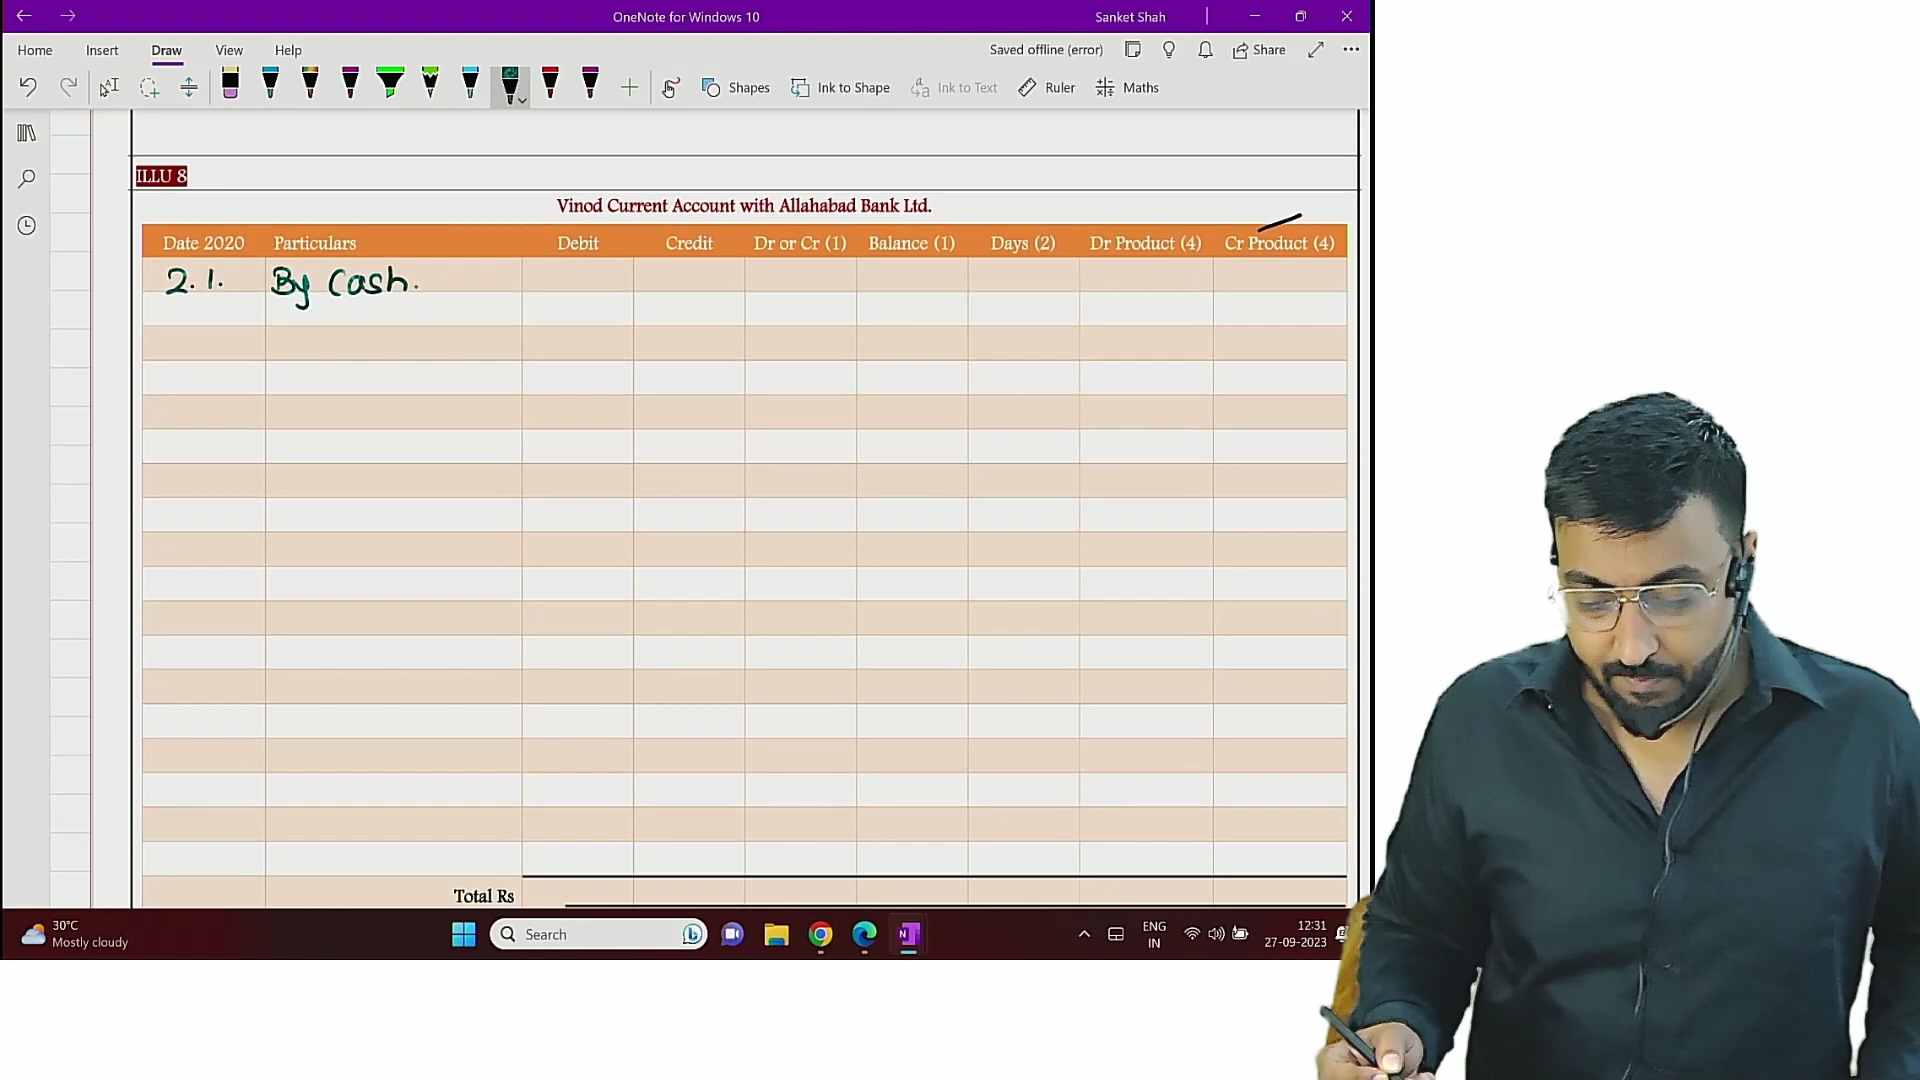 OneNote for Windows 10
Sanket Shah
Home Insert Draw View Help
Saved offline (error)
Share
Shapes
Ink to Shape
Ink to Text
Ruler
Maths
ILLU 8
Vinod Current Account with Allahabad Bank Ltd.
Date 2020 Particulars Debit Credit Dr or Cr (1) Balance (1) Days (2) Dr Product (4) Cr Product (4)
2.1. By Cash.
Total Rs
30°C
Mostly cloudy
Search
ENG
IN
12:31
27-09-2023